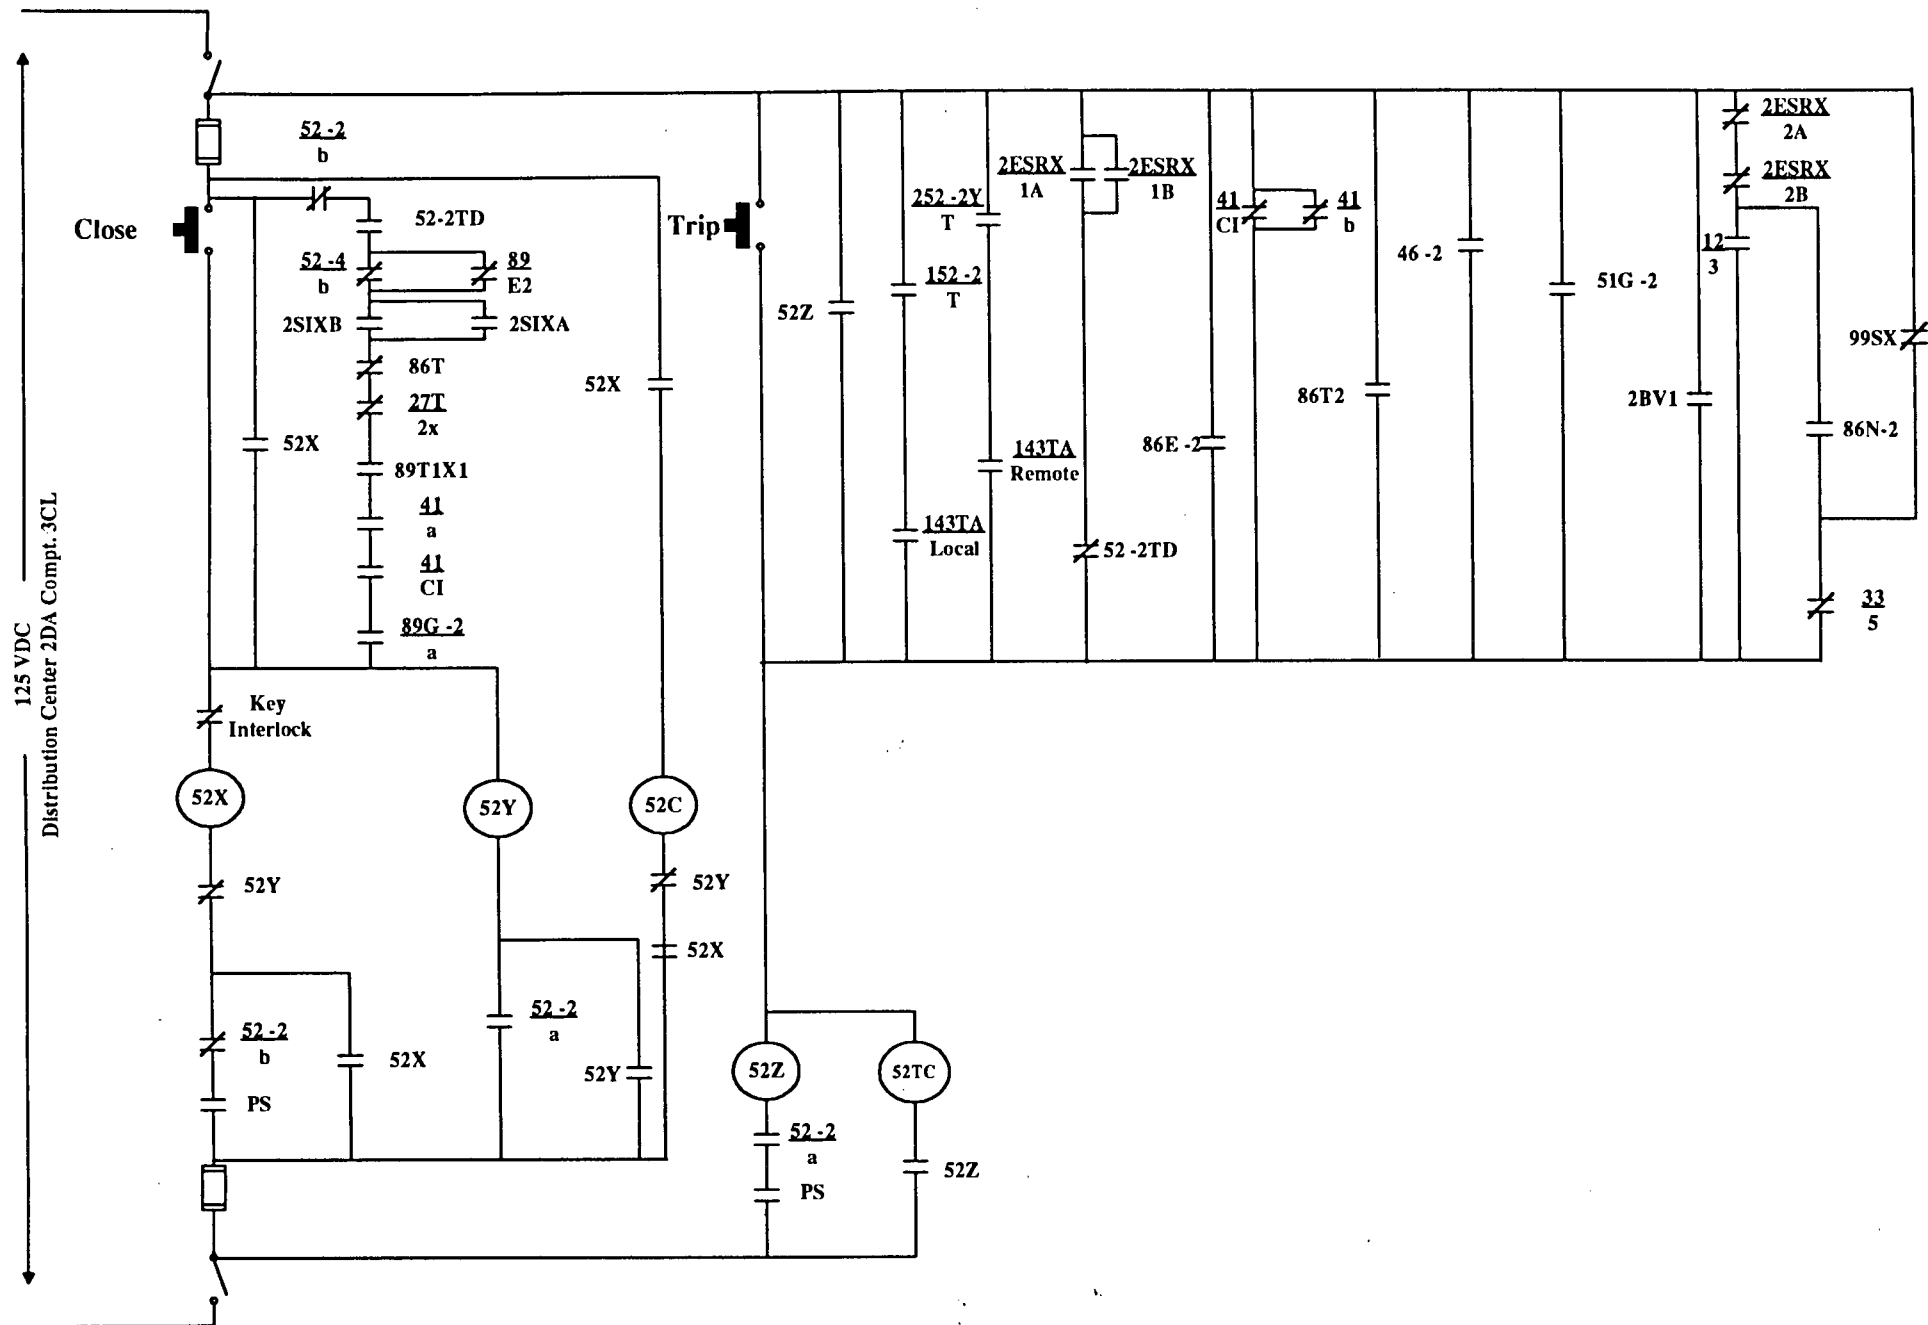 125 VDC
Distribution Center 2DA Compt. 3CL
52 -2
b
Close
52-2TD
52 -4
b
89
E2
2SIXB
2SIXA
86T
27T
2x
52X
52X
89T1X1
41
a
41
CI
89G -2
a
Key
Interlock
52X
52Y
52C
52Y
52Y
52X
52 -2
b
52X
PS
52 -2
a
52Y
Trip
52Z
252 -2Y
T
152 -2
T
143TA
Remote
143TA
Local
2ESRX
1A
2ESRX
1B
52 -2TD
86E -2
41
CI
41
b
86T2
46 -2
51G -2
2BV1
2ESRX
2A
2ESRX
2B
12
3
99SX
86N-2
33
5
52Z
52TC
52 -2
a
PS
52Z